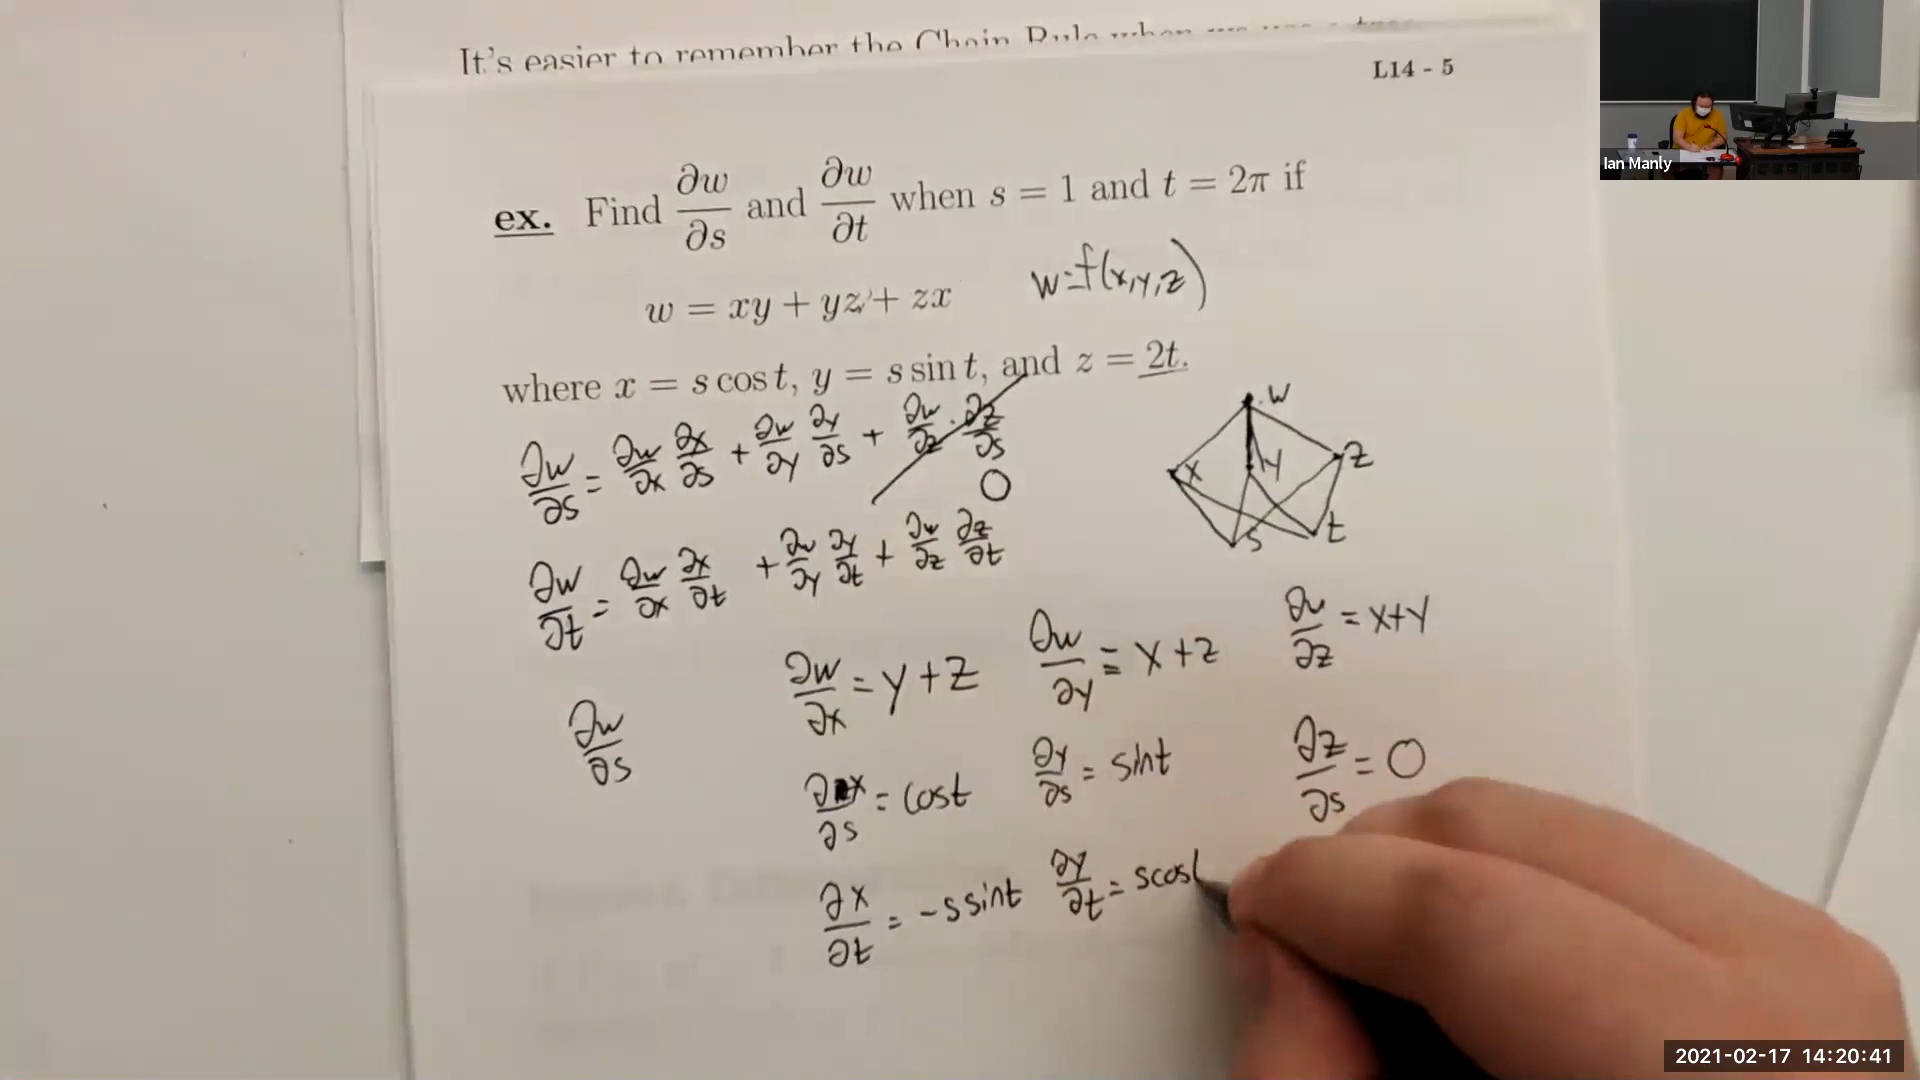 It's easier to remember the Chain Rule when
L14 - 5
ex. Find ∂w/∂s and ∂w/∂t when s = 1 and t = 2π if
w = xy + yz + zx
w=f(x,y,z)
where x = s cos t, y = s sin t, and z = 2t.
∂w/∂s = ∂w/∂x ∂x/∂s + ∂w/∂y ∂y/∂s + ∂w/∂z · ∂z/∂s
0
∂w/∂t = ∂w/∂x ∂x/∂t + ∂w/∂y ∂y/∂t + ∂w/∂z ∂z/∂t
w
x y z
s t
∂w/∂x = y+z ∂w/∂y = x+z ∂w/∂z = x+y
∂w/∂s
∂x/∂s = cost ∂y/∂s = sint ∂z/∂s = 0
∂x/∂t = -ssint ∂y/∂t = scos
Ian Manly
2021-02-17 14:20:41